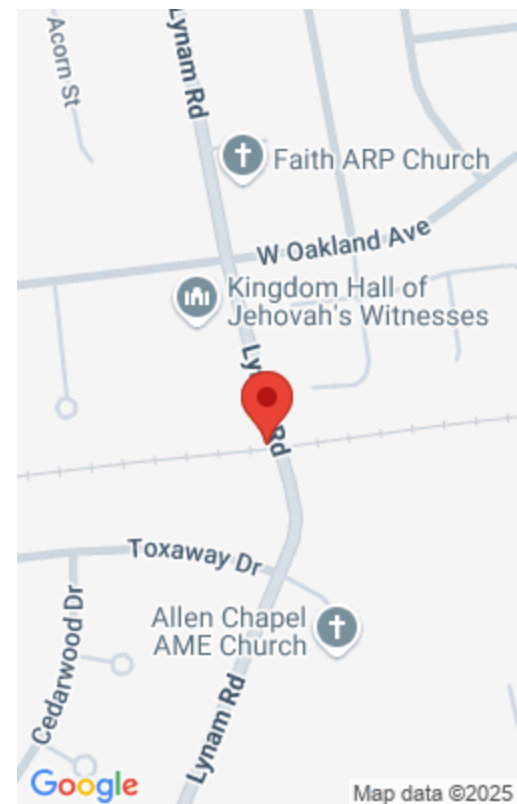 Acorn St
Lynam Rd
Faith ARP Church
W Oakland Ave
Kingdom Hall of
Jehovah's Witnesses
Rd
Toxaway Dr
Allen Chapel
AME Church
Cedarwood Dr
Lynam Rd
Google
Map data ©2025